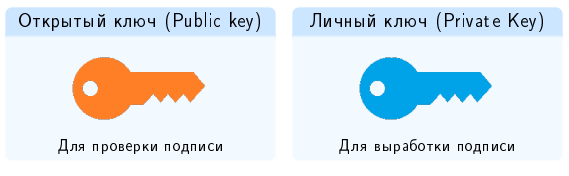 Открытый ключ (Public key)
Личный ключ (Private Key)
Для проверки подписи
Для выработки подписи